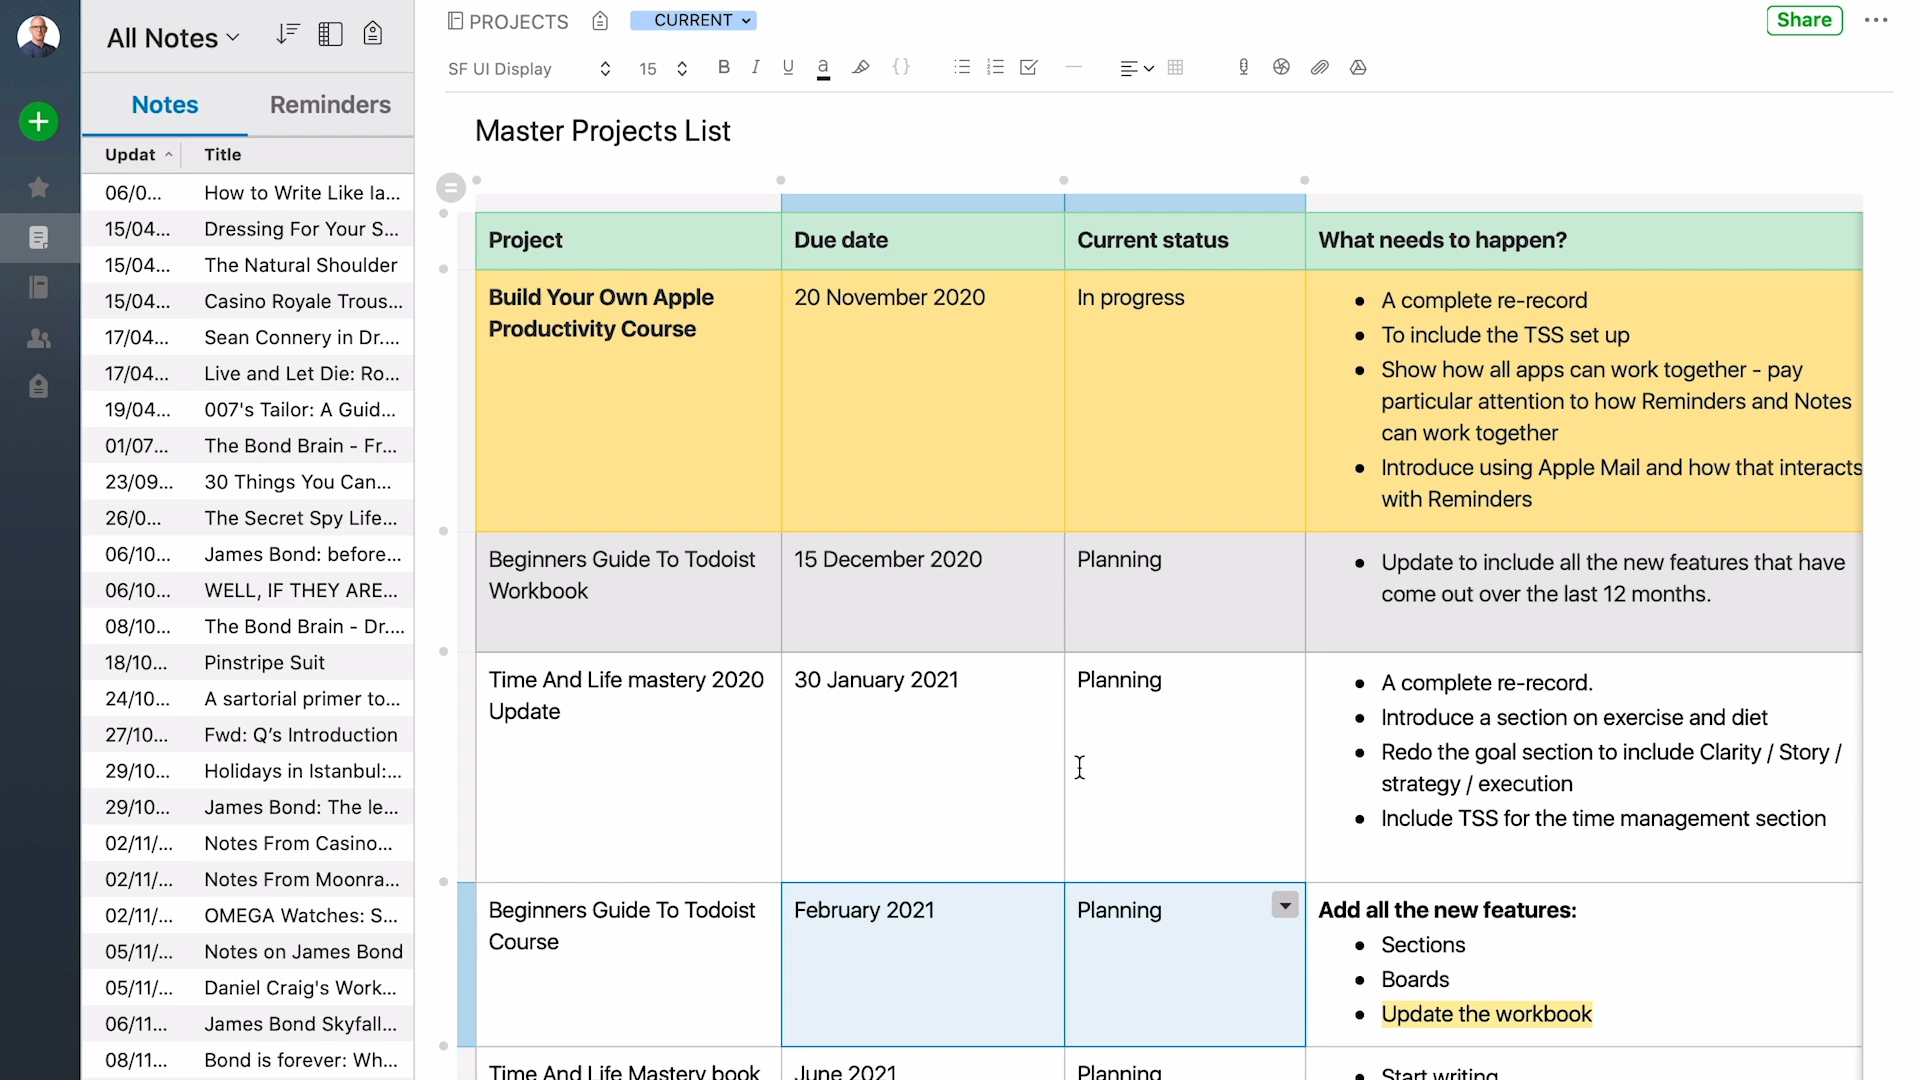 All Notes
Notes
Reminders
Updat
Title
06/0... How to Write Like Ia...
15/04... Dressing For Your S...
15/04... The Natural Shoulder
15/04... Casino Royale Trous...
17/04... Sean Connery in Dr....
17/04... Live and Let Die: Ro...
19/04... 007's Tailor: A Guid...
01/07... The Bond Brain - Fr...
23/09... 30 Things You Can...
26/0... The Secret Spy Life...
06/10... James Bond: before...
06/10... WELL, IF THEY ARE...
08/10... The Bond Brain - Dr....
18/10... Pinstripe Suit
24/10... A sartorial primer to...
27/10... Fwd: Q’s Introduction
29/10... Holidays in Istanbul:...
29/10... James Bond: The le...
02/11/... Notes From Casino...
02/11/... Notes From Moonra...
02/11/... OMEGA Watches: S...
05/11/... Notes on James Bond
05/11/... Daniel Craig's Work...
06/11... James Bond Skyfall...
08/11... Bond is forever: Wh...
PROJECTS
CURRENT
Share
SF UI Display
15
B I U a
Master Projects List
Project
Due date
Current status
What needs to happen?
Build Your Own Apple
Productivity Course
20 November 2020
In progress
• A complete re-record
• To include the TSS set up
• Show how all apps can work together - pay
particular attention to how Reminders and Notes
can work together
• Introduce using Apple Mail and how that interacts
with Reminders
Beginners Guide To Todoist
Workbook
15 December 2020
Planning
• Update to include all the new features that have
come out over the last 12 months.
Time And Life mastery 2020
Update
30 January 2021
Planning
• A complete re-record.
• Introduce a section on exercise and diet
• Redo the goal section to include Clarity / Story /
strategy / execution
• Include TSS for the time management section
Beginners Guide To Todoist
Course
February 2021
Planning
Add all the new features:
• Sections
• Boards
• Update the workbook
Time And Life Mastery book
June 2021
Planning
• Start writing